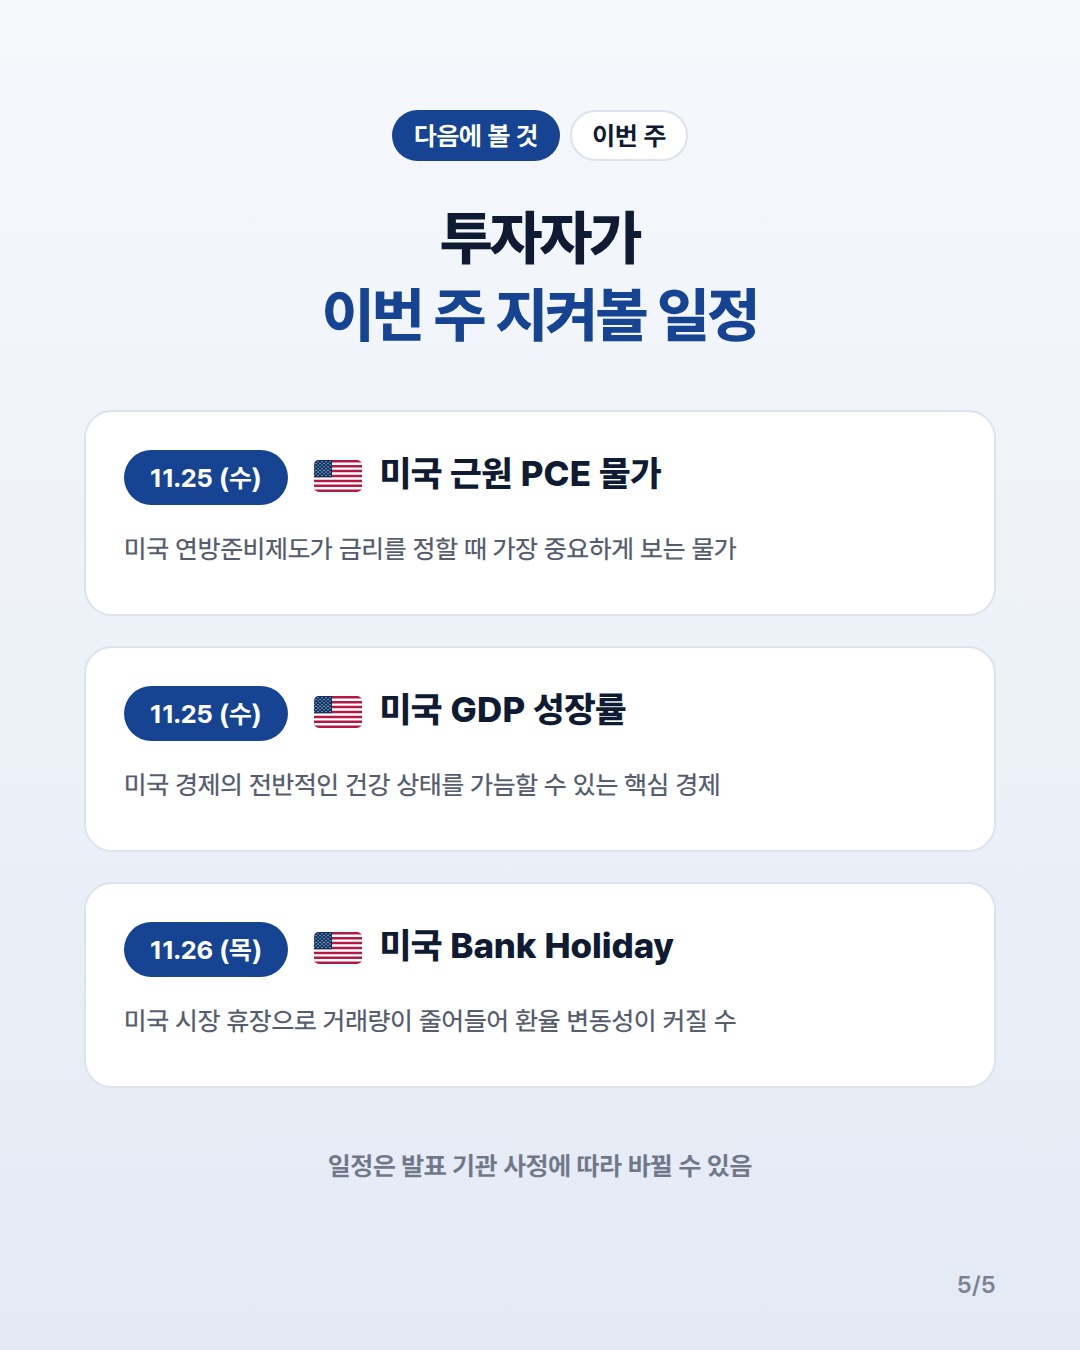 다음에 볼 것 이번 주
투자자가
이번 주 지켜볼 일정
11.25 (수) 미국 근원 PCE 물가
미국 연방준비제도가 금리를 정할 때 가장 중요하게 보는 물가
11.25 (수) 미국 GDP 성장률
미국 경제의 전반적인 건강 상태를 가늠할 수 있는 핵심 경제
11.26 (목) 미국 Bank Holiday
미국 시장 휴장으로 거래량이 줄어들어 환율 변동성이 커질 수
일정은 발표 기관 사정에 따라 바뀔 수 있음
5/5